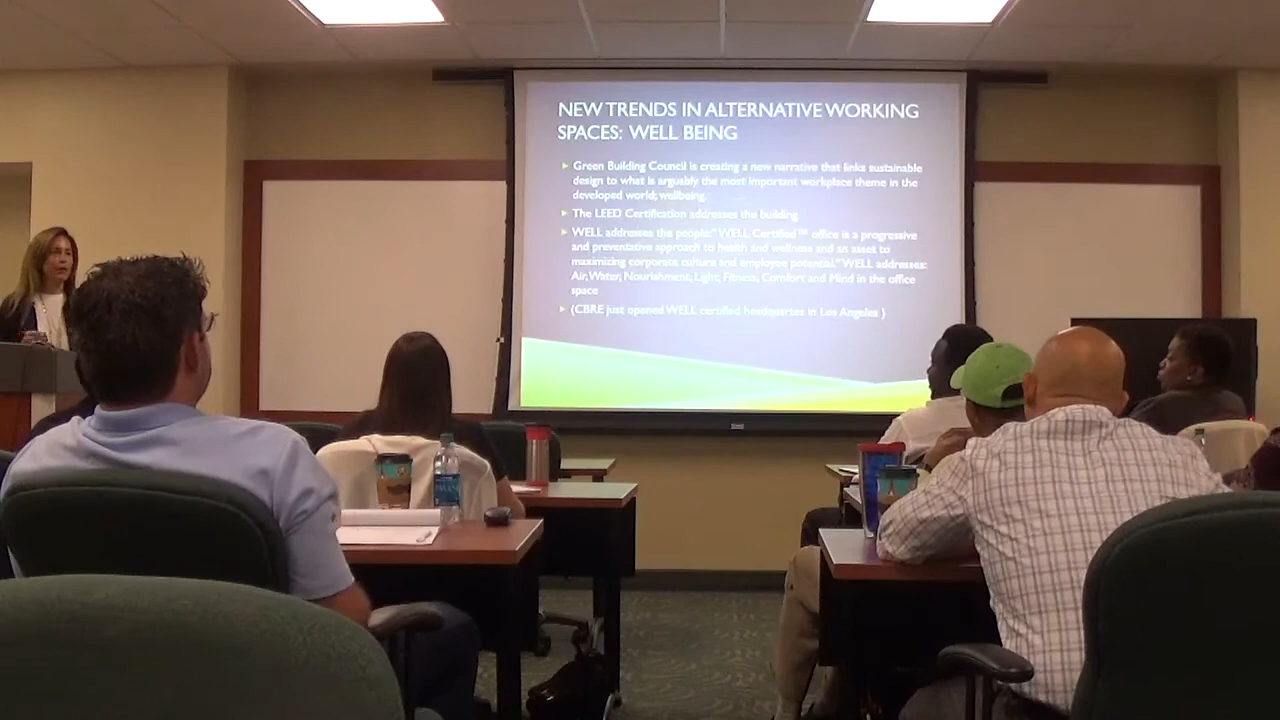 NEW TRENDS IN ALTERNATIVE WORKING
SPACES: WELL BEING
Green Building Council is creating a new narrative that links sustainable
design to what is arguably the most important workplace theme in the
developed world; wellbeing.
The LEED Certification addresses the building
WELL addresses the people:" WELL Certified™ office is a progressive
and preventative approach to health and wellness and an asset to
maximizing corporate culture and employee potential." WELL addresses:
Air, Water, Nourishment, Light, Fitness, Comfort and Mind in the office
space
(CBRE just opened WELL certified headquartes in Los Angeles )